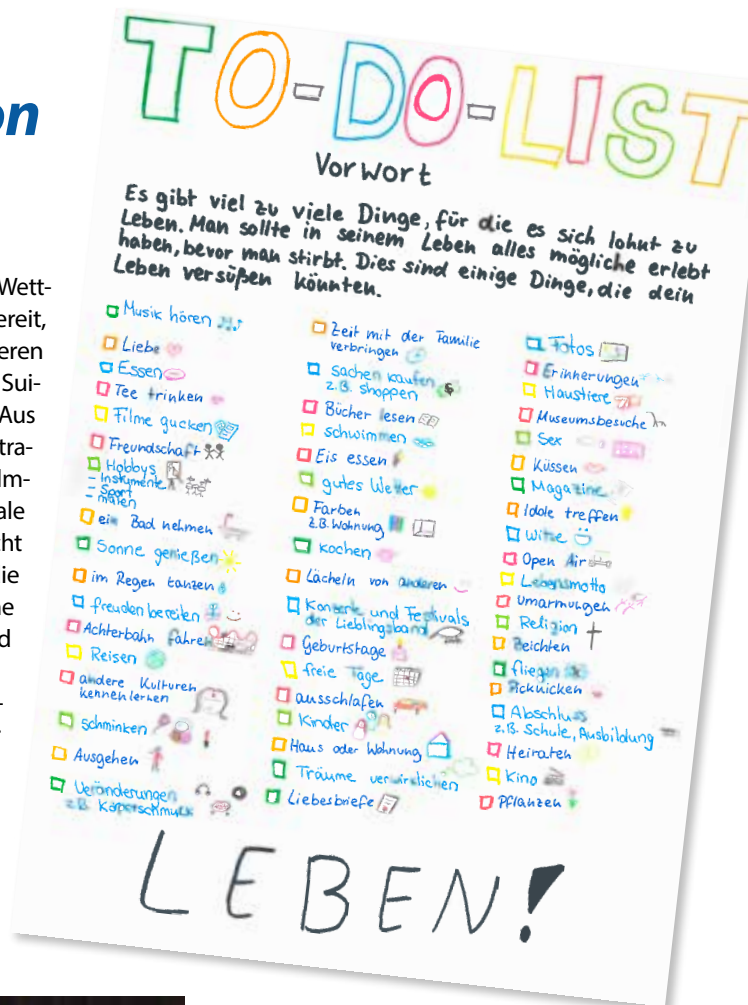 on
Wett-
ereit,
eren
Sui-
Aus
tra-
Im-
ale
cht
ie
ne
d
TO-DO-LIST
Vorwort
Es gibt viel zu viele Dinge, für die es sich lohnt zu
Leben. Man sollte in seinem Leben alles mögliche erlebt
haben, bevor man stirbt. Dies sind einige Dinge, die dein
Leben versüßen könnten.
Musik hören
Liebe
Essen
Tee trinken
Filme gucken
Freundschaft
Hobbys
- Instrumente
- Sport
- malen
ein Bad nehmen
Sonne genießen
im Regen tanzen
freuden bereiten
Achterbahn fahren
Reisen
andere Kulturen
kennenlernen
schminken
Ausgehen
Veränderungen
z.B. Körperschmuck
Zeit mit der Familie
verbringen
sachen kaufen
z.B. shoppen
Bücher lesen
schwimmen
Eis essen
gutes Wetter
Farben
z.B. Wohnung
kochen
Lächeln von anderen
Konzerte und Festivals
der Lieblingsband
Geburtstage
freie Tage
ausschlafen
Kinder
Haus oder Wohnung
Träume verwirklichen
Liebesbriefe
Fotos
Erinnerungen
Haustiere
Museumsbesuche
Sex
Küssen
Magazine
Idole treffen
Witze
Open Air
Lebensmotto
Umarmungen
Religion
Beichten
fliegen
Picknicken
Abschluss
z.B. Schule, Ausbildung
Heiraten
Kino
Pflanzen
LEBEN!